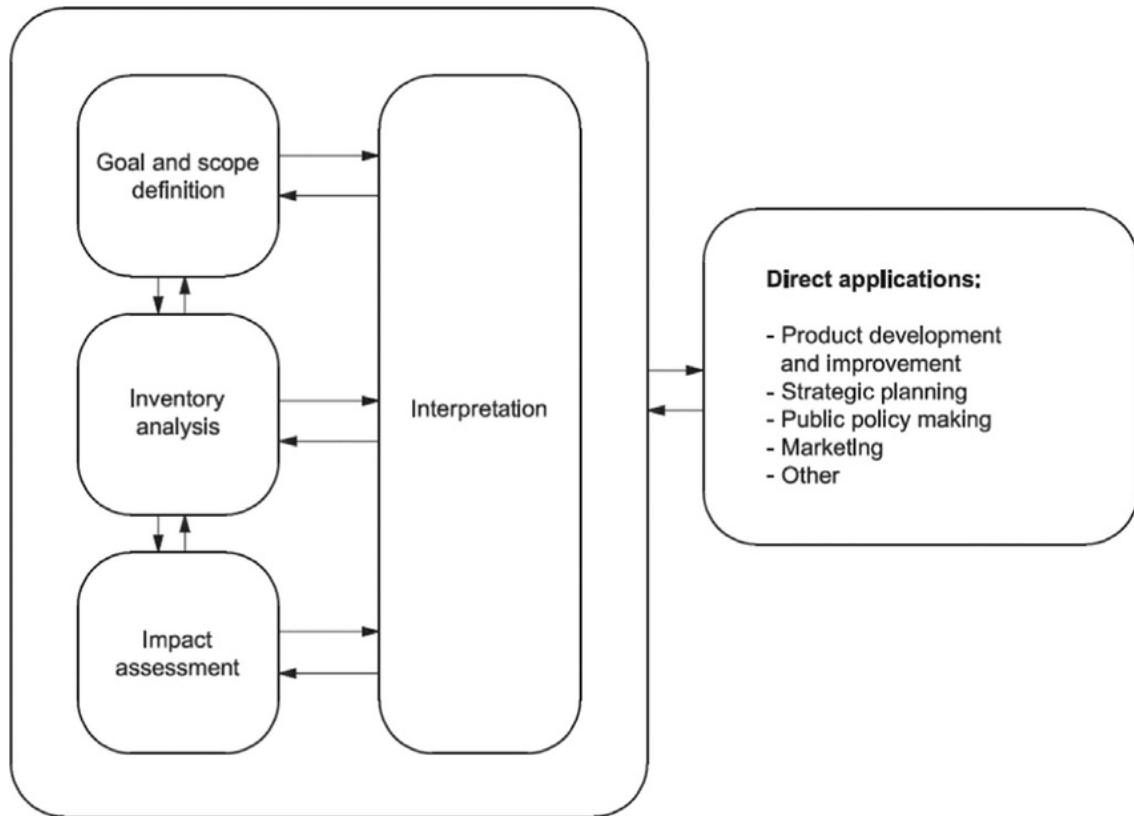 Goal and scope
definition
Inventory
analysis
Impact
assessment
Interpretation
Direct applications:
- Product development
and improvement
- Strategic planning
- Public policy making
- Marketing
- Other